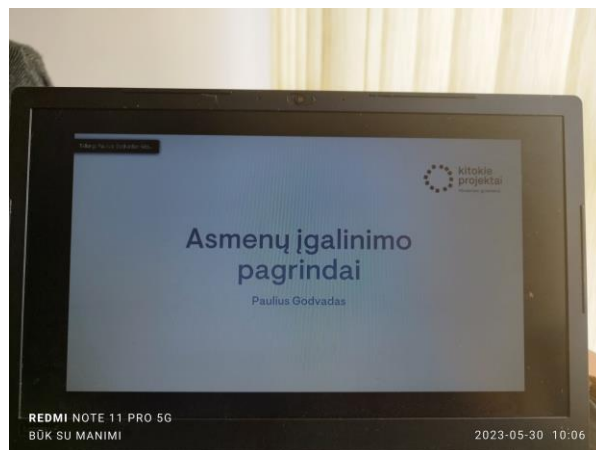 kitokie
projektai
Asmenų įgalinimo
pagrindai
Paulius Godvadas
REDMI NOTE 11 PRO 5G
BŪK SU MANIMI
2023-05-30 10:06